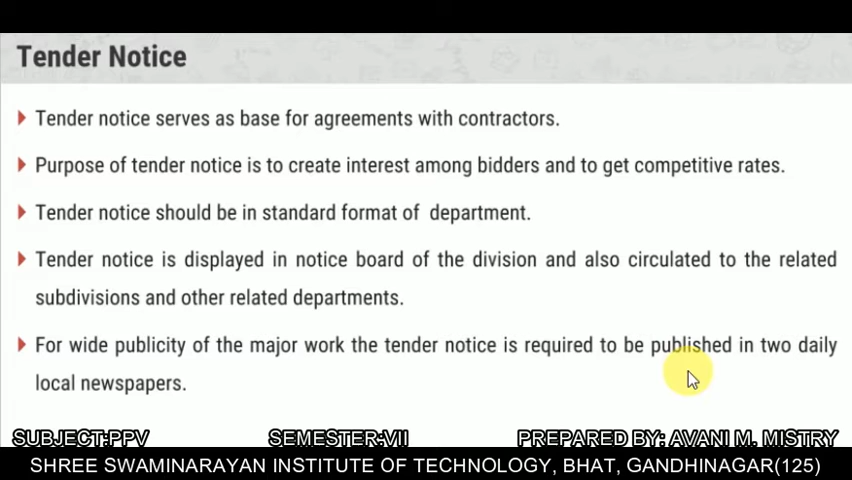 Tender Notice
Tender notice serves as base for agreements with contractors.
Purpose of tender notice is to create interest among bidders and to get competitive rates.
Tender notice should be in standard format of department.
Tender notice is displayed in notice board of the division and also circulated to the related
subdivisions and other related departments.
For wide publicity of the major work the tender notice is required to be published in two daily
local newspapers.
SUBJECT:PPV SEMESTER:VII PREPARED BY: AVANI M. MISTRY
SHREE SWAMINARAYAN INSTITUTE OF TECHNOLOGY, BHAT, GANDHINAGAR(125)